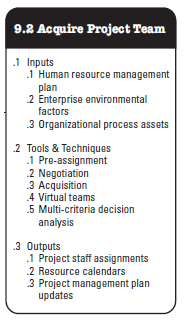 9.2 Acquire Project Team
.1 Inputs
.1 Human resource management
plan
.2 Enterprise environmental
factors
.3 Organizational process assets
.2 Tools & Techniques
.1 Pre-assignment
.2 Negotiation
.3 Acquisition
.4 Virtual teams
.5 Multi-criteria decision
analysis
.3 Outputs
.1 Project staff assignments
.2 Resource calendars
.3 Project management plan
updates